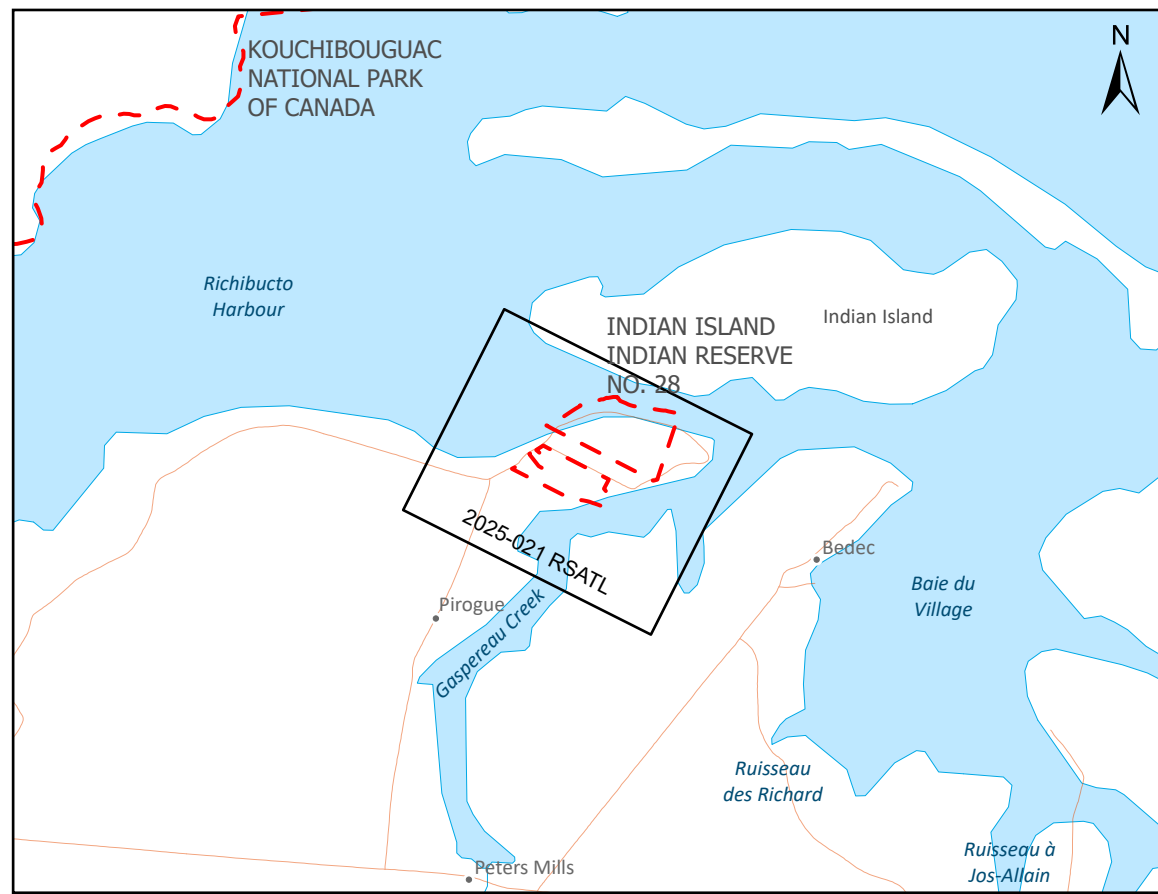 N
KOUCHIBOUGUAC
NATIONAL PARK
OF CANADA
Richibucto
Harbour
INDIAN ISLAND
INDIAN RESERVE
NO. 28
Indian Island
2025-021 RSATL
Bedec
Pirogue
Baie du
Village
Gaspereau Creek
Ruisseau
des Richard
Ruisseau à
Jos-Allain
Peters Mills